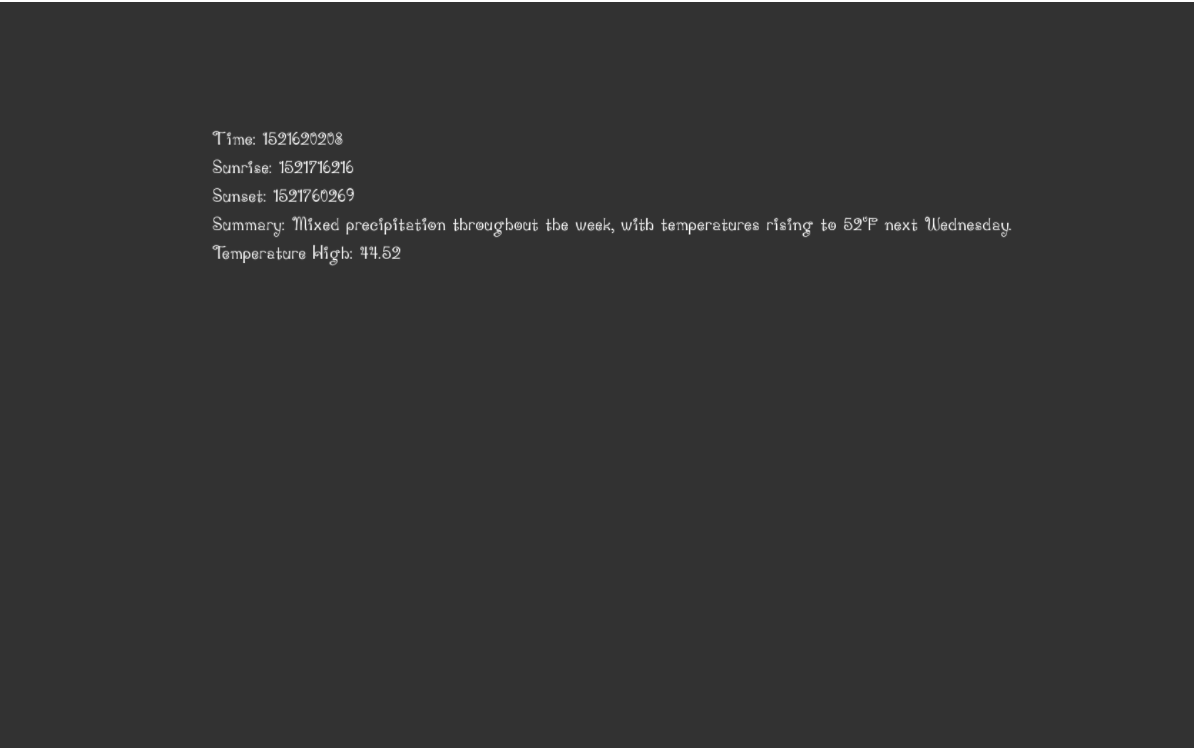 Time: 1521620208
Sunrise: 1521716216
Sunset: 1521760269
Summary: Mixed precipitation throughout the week, with temperatures rising to 52°F next Wednesday.
Temperature High: 44.52